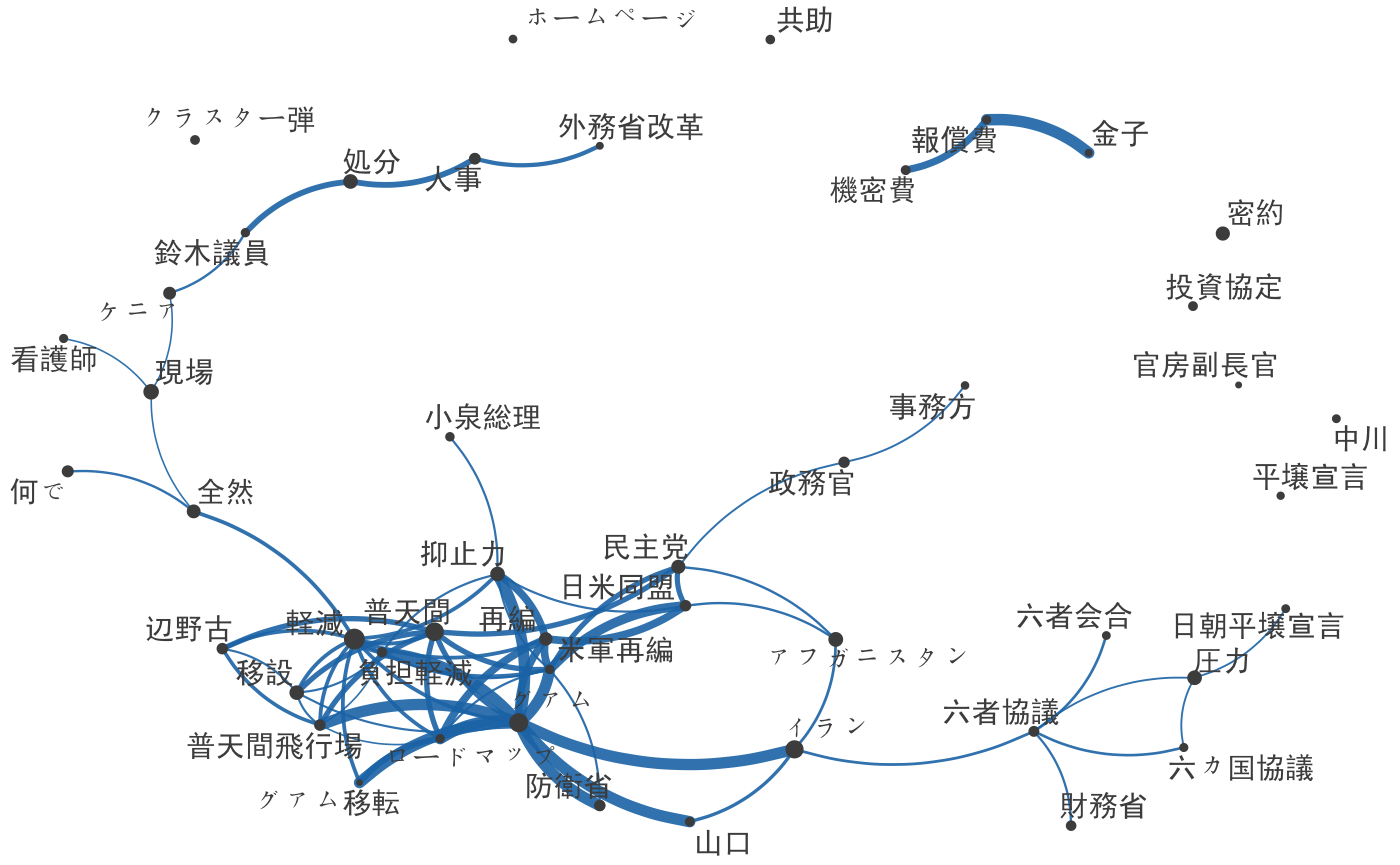 ホームページ
共助
クラスター弾
外務省改革
処分
人事
報償費
金子
機密費
密約
鈴木議員
投資協定
ケニア
看護師
現場
官房副長官
小泉総理
事務方
中川
何で
全然
政務官
平壌宣言
抑止力
民主党
日米同盟
辺野古
軽減
普天間
再編
六者会合
日朝平壌宣言
移設
負担軽減
米軍再編
アフガニスタン
圧力
グアム
イラン
六者協議
普天間飛行場
ロードマップ
六カ国協議
グアム移転
防衛省
財務省
山口